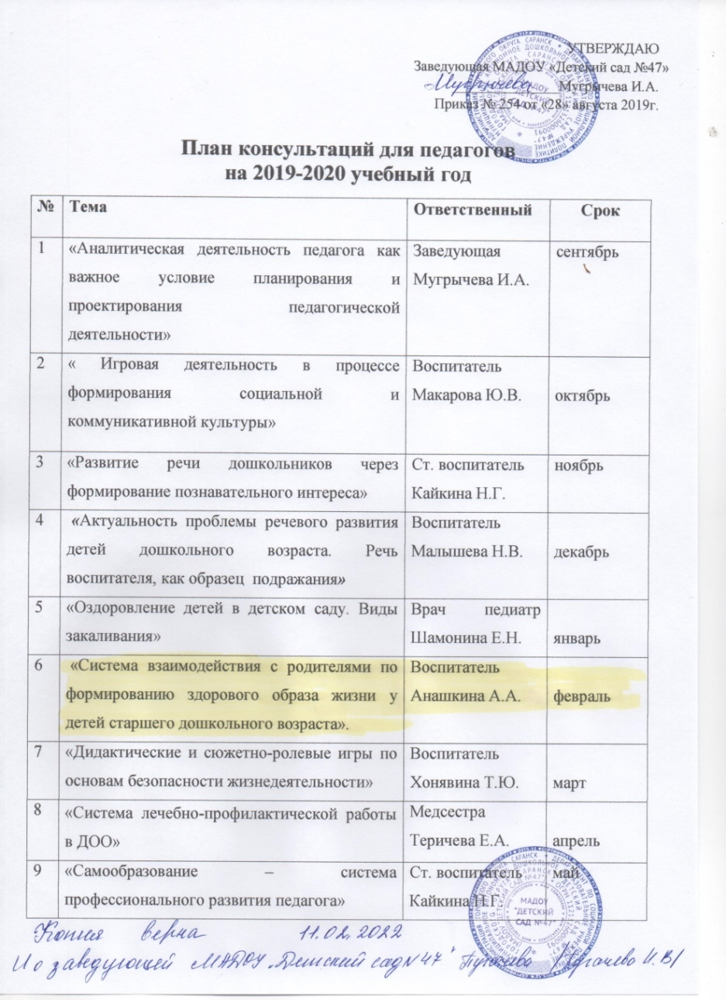 УТВЕРЖДАЮ
Заведующая МАДОУ «Детский сад №47»
Мугрычева И.А.
Приказ № 254 от «28» августа 2019г.
План консультаций для педагогов
на 2019-2020 учебный год
№ Тема Ответственный Срок
1 «Аналитическая деятельность педагога как Заведующая сентябрь
важное условие планирования и Мугрычева И.А.
проектирования педагогической
деятельности»
2 « Игровая деятельность в процессе Воспитатель
формирования социальной и Макарова Ю.В. октябрь
коммуникативной культуры»
3 «Развитие речи дошкольников через Ст. воспитатель ноябрь
формирование познавательного интереса» Кайкина Н.Г.
4 «Актуальность проблемы речевого развития Воспитатель
детей дошкольного возраста. Речь Малышева Н.В. декабрь
воспитателя, как образец подражания»
5 «Оздоровление детей в детском саду. Виды Врач педиатр
закаливания» Шамонина Е.Н. январь
6 «Система взаимодействия с родителями по Воспитатель
формированию здорового образа жизни у Анашкина А.А. февраль
детей старшего дошкольного возраста».
7 «Дидактические и сюжетно-ролевые игры по Воспитатель
основам безопасности жизнедеятельности» Хонявина Т.Ю. март
8 «Система лечебно-профилактической работы Медсестра
в ДОО» Теричева Е.А. апрель
9 «Самообразование – система Ст. воспитатель май
профессионального развития педагога» Кайкина Н.Г.
МАДОУ
"ДЕТСКИЙ
САД №47"
Копия верна 11.02.2022
И о заведующей МАДОУ „Детский сад №47"